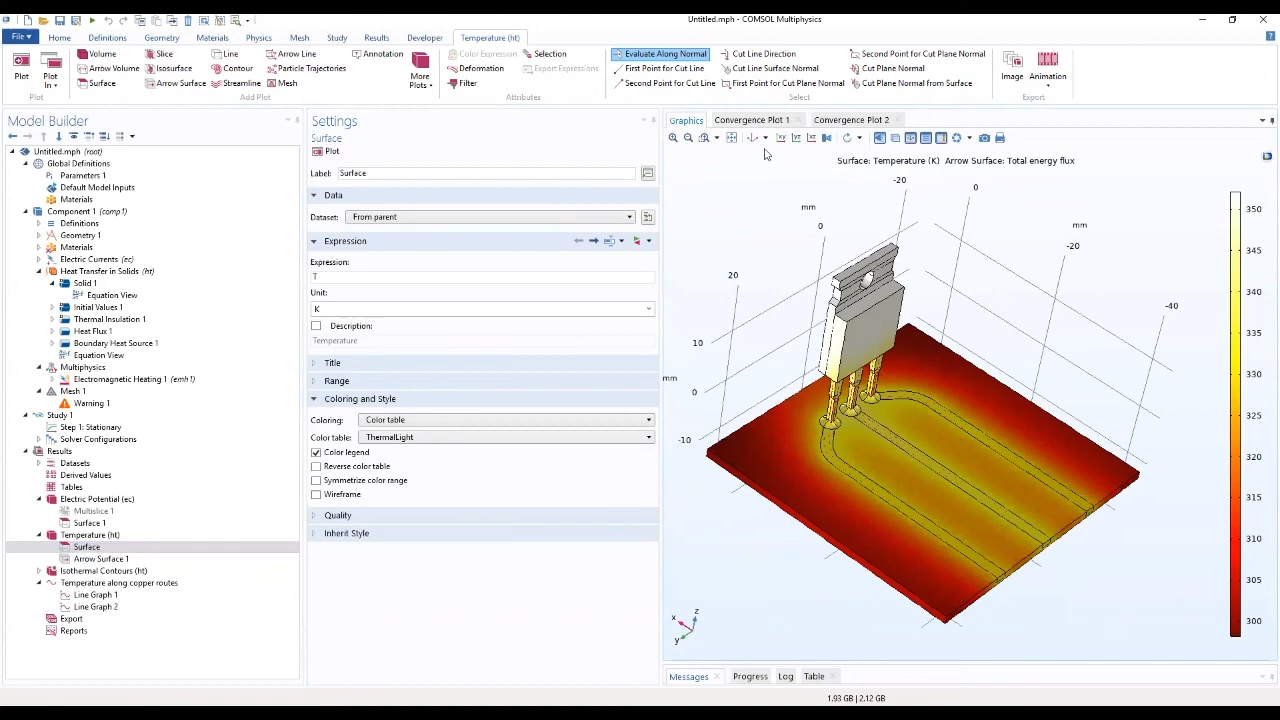 Untitled.mph - COMSOL Multiphysics
File Home Definitions Geometry Materials Physics Mesh Study Results Developer Temperature (ht)
Volume Slice Line Arrow Line Annotation Color Expression Selection Evaluate Along Normal Cut Line Direction Second Point for Cut Plane Normal
Plot Plot In Arrow Volume Isosurface Contour Particle Trajectories More Plots Deformation Export Expressions First Point for Cut Line Cut Line Surface Normal Cut Plane Normal Image Animation
Surface Arrow Surface Streamline Mesh Filter Second Point for Cut Line First Point for Cut Plane Normal Cut Plane Normal from Surface
Plot Add Plot Attributes Select Export
Model Builder
Untitled.mph (root)
Global Definitions
Parameters 1
Default Model Inputs
Materials
Component 1 (comp1)
Definitions
Geometry 1
Materials
Electric Currents (ec)
Heat Transfer in Solids (ht)
Solid 1
Equation View
Initial Values 1
Thermal Insulation 1
Heat Flux 1
Boundary Heat Source 1
Equation View
Multiphysics
Electromagnetic Heating 1 (emh1)
Mesh 1
Warning 1
Study 1
Step 1: Stationary
Solver Configurations
Results
Datasets
Derived Values
Tables
Electric Potential (ec)
Multislice 1
Surface 1
Temperature (ht)
Surface
Arrow Surface 1
Isothermal Contours (ht)
Temperature along copper routes
Line Graph 1
Line Graph 2
Export
Reports
Settings
Surface
Plot
Label: Surface
Data
Dataset: From parent
Expression
Expression:
T
Unit:
K
Description:
Temperature
Title
Range
Coloring and Style
Coloring: Color table
Color table: ThermalLight
Color legend
Reverse color table
Symmetrize color range
Wireframe
Quality
Inherit Style
Graphics Convergence Plot 1 Convergence Plot 2
Surface: Temperature (K) Arrow Surface: Total energy flux
-20
0
mm
0
mm
-20
20
-40
10
mm
0
-10
350
345
340
335
330
325
320
315
310
305
300
z
x
y
Messages Progress Log Table
1.93 GB | 2.12 GB